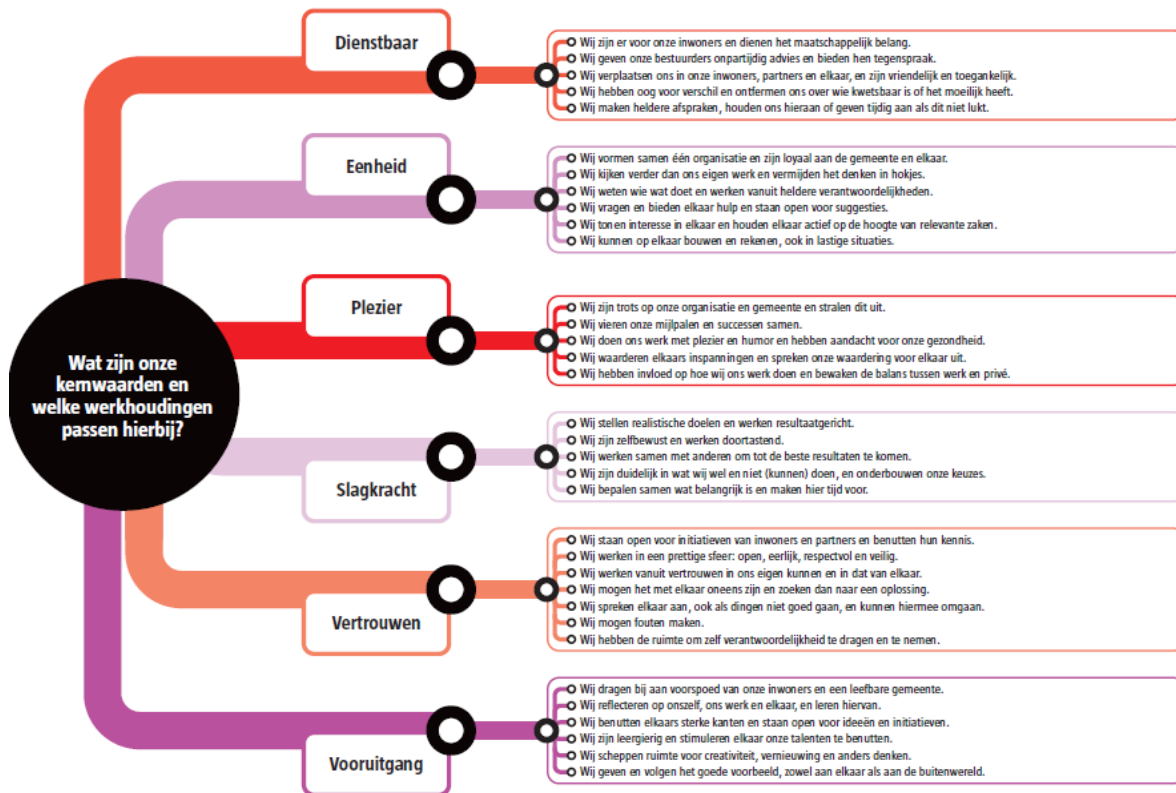 Wat zijn onze
kernwaarden en
welke werkhoudingen
passen hierbij?
Dienstbaar
Wij zijn er voor onze inwoners en dienen het maatschappelijk belang.
Wij geven onze bestuurders onpartijdig advies en bieden hen tegenspraak.
Wij verplaatsen ons in onze inwoners, partners en elkaar, en zijn vriendelijk en toegankelijk.
Wij hebben oog voor verschil en ontfermen ons over wie kwetsbaar is of het moeilijk heeft.
Wij maken heldere afspraken, houden ons hieraan of geven tijdig aan als dit niet lukt.
Eenheid
Wij vormen samen één organisatie en zijn loyaal aan de gemeente en elkaar.
Wij kijken verder dan ons eigen werk en vermijden het denken in hokjes.
Wij weten wie wat doet en werken vanuit heldere verantwoordelijkheden.
Wij vragen en bieden elkaar hulp en staan open voor suggesties.
Wij tonen interesse in elkaar en houden elkaar actief op de hoogte van relevante zaken.
Wij kunnen op elkaar bouwen en rekenen, ook in lastige situaties.
Plezier
Wij zijn trots op onze organisatie en gemeente en stralen dit uit.
Wij vieren onze mijlpalen en successen samen.
Wij doen ons werk met plezier en humor en hebben aandacht voor onze gezondheid.
Wij waarderen elkaars inspanningen en spreken onze waardering voor elkaar uit.
Wij hebben invloed op hoe wij ons werk doen en bewaken de balans tussen werk en privé.
Slagkracht
Wij stellen realistische doelen en werken resultaatgericht.
Wij zijn zelfbewust en werken doortastend.
Wij werken samen met anderen om tot de beste resultaten te komen.
Wij zijn duidelijk in wat wij wel en niet (kunnen) doen, en onderbouwen onze keuzes.
Wij bepalen samen wat belangrijk is en maken hier tijd voor.
Vertrouwen
Wij staan open voor initiatieven van inwoners en partners en benutten hun kennis.
Wij werken in een prettige sfeer: open, eerlijk, respectvol en veilig.
Wij werken vanuit vertrouwen in ons eigen kunnen en in dat van elkaar.
Wij mogen het met elkaar oneens zijn en zoeken dan naar een oplossing.
Wij spreken elkaar aan, ook als dingen niet goed gaan, en kunnen hiermee omgaan.
Wij mogen fouten maken.
Wij hebben de ruimte om zelf verantwoordelijkheid te dragen en te nemen.
Vooruitgang
Wij dragen bij aan voorspoed van onze inwoners en een leefbare gemeente.
Wij reflecteren op onszelf, ons werk en elkaar, en leren hiervan.
Wij benutten elkaars sterke kanten en staan open voor ideeën en initiatieven.
Wij zijn leergierig en stimuleren elkaar onze talenten te benutten.
Wij scheppen ruimte voor creativiteit, vernieuwing en anders denken.
Wij geven en volgen het goede voorbeeld, zowel aan elkaar als aan de buitenwereld.